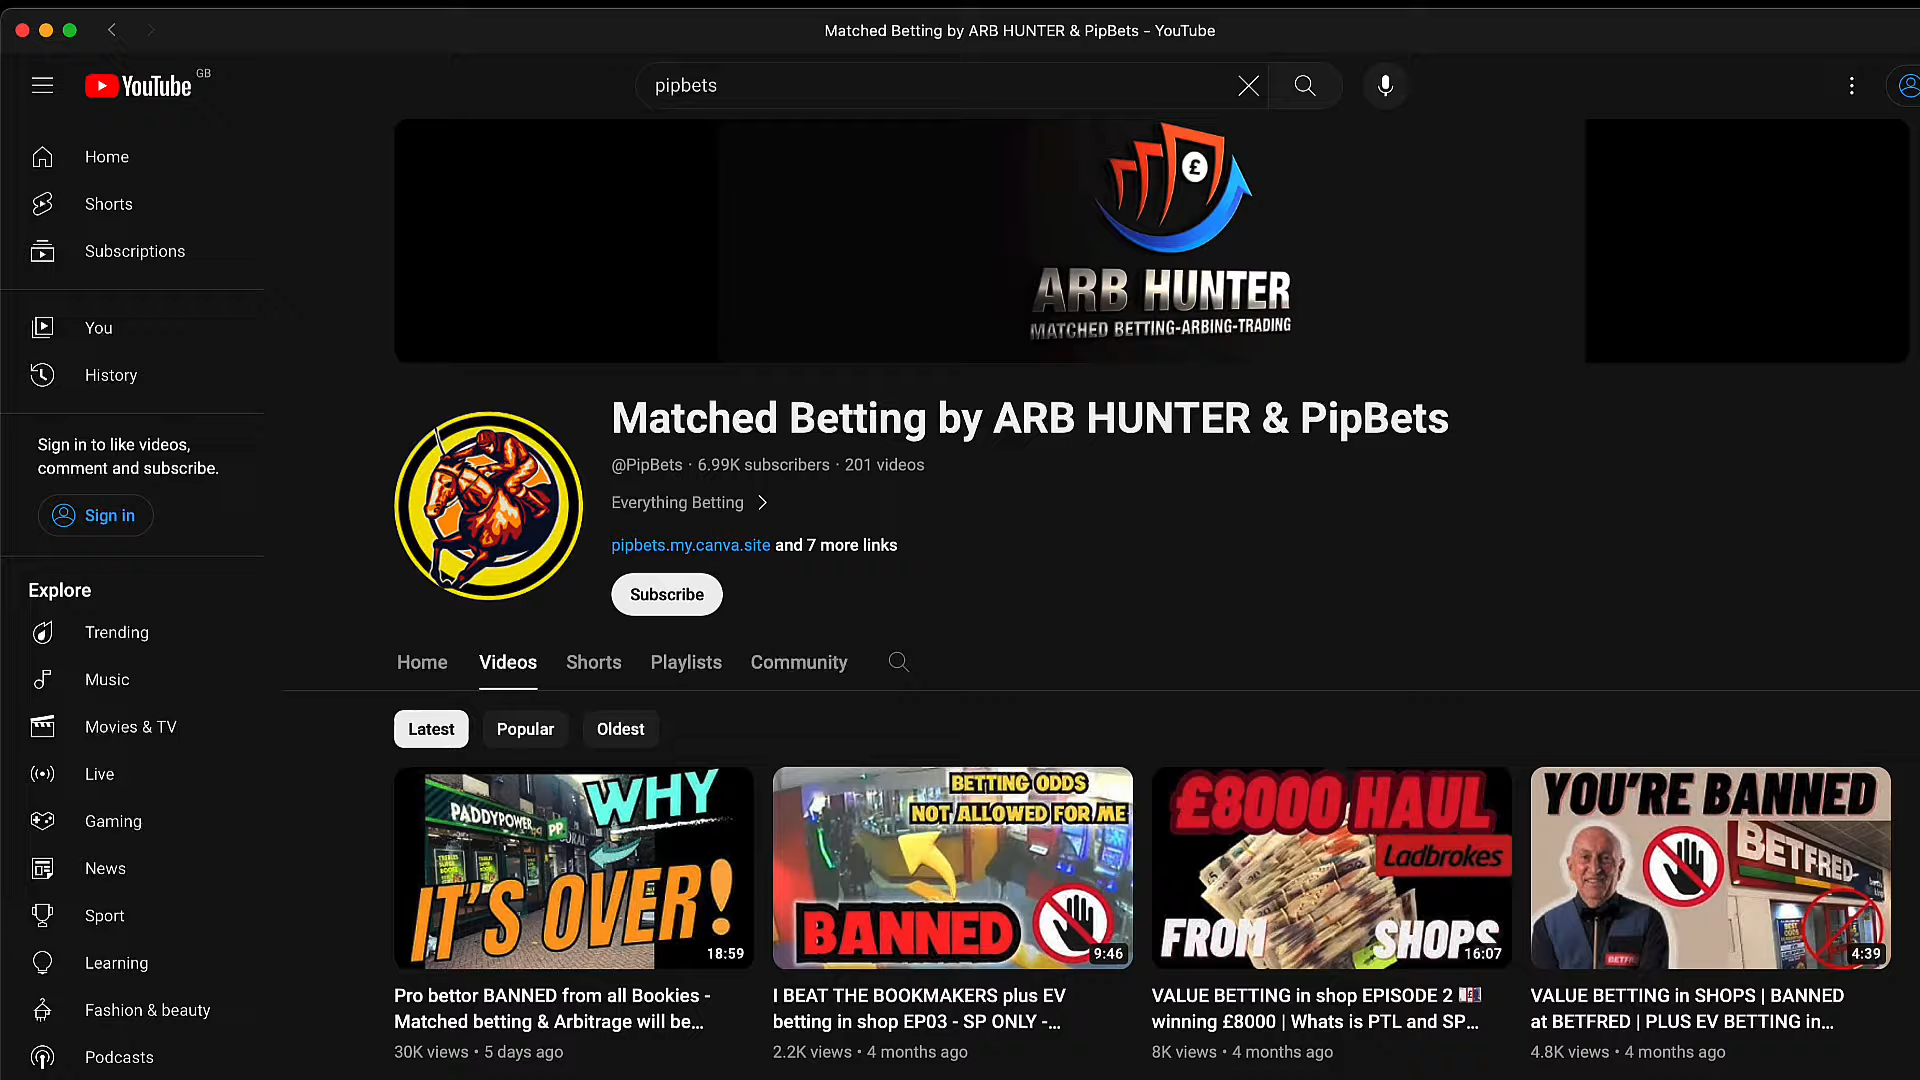 Matched Betting by ARB HUNTER & PipBets – YouTube
YouTube GB
pipbets
Home
Shorts
Subscriptions
You
History
Sign in to like videos,
comment and subscribe.
Sign in
Explore
Trending
Music
Movies & TV
Live
Gaming
News
Sport
Learning
Fashion & beauty
Podcasts
£
ARB HUNTER
MATCHED BETTING-ARBING-TRADING
Matched Betting by ARB HUNTER & PipBets
@PipBets · 6.99K subscribers · 201 videos
Everything Betting
pipbets.my.canva.site and 7 more links
Subscribe
Home Videos Shorts Playlists Community
Latest Popular Oldest
PADDYPOWER
PP
WHY
IT'S OVER!
18:59
Pro bettor BANNED from all Bookies -
Matched betting & Arbitrage will be...
30K views • 5 days ago
BETTING ODDS
NOT ALLOWED FOR ME
BANNED
9:46
I BEAT THE BOOKMAKERS plus EV
betting in shop EP03 - SP ONLY -...
2.2K views • 4 months ago
£8000 HAUL
Ladbrokes
FROM SHOPS
16:07
VALUE BETTING in shop EPISODE 2
winning £8000 | Whats is PTL and SP...
8K views • 4 months ago
YOU'RE BANNED
BETFRED
4:39
VALUE BETTING in SHOPS | BANNED
at BETFRED | PLUS EV BETTING in...
4.8K views • 4 months ago